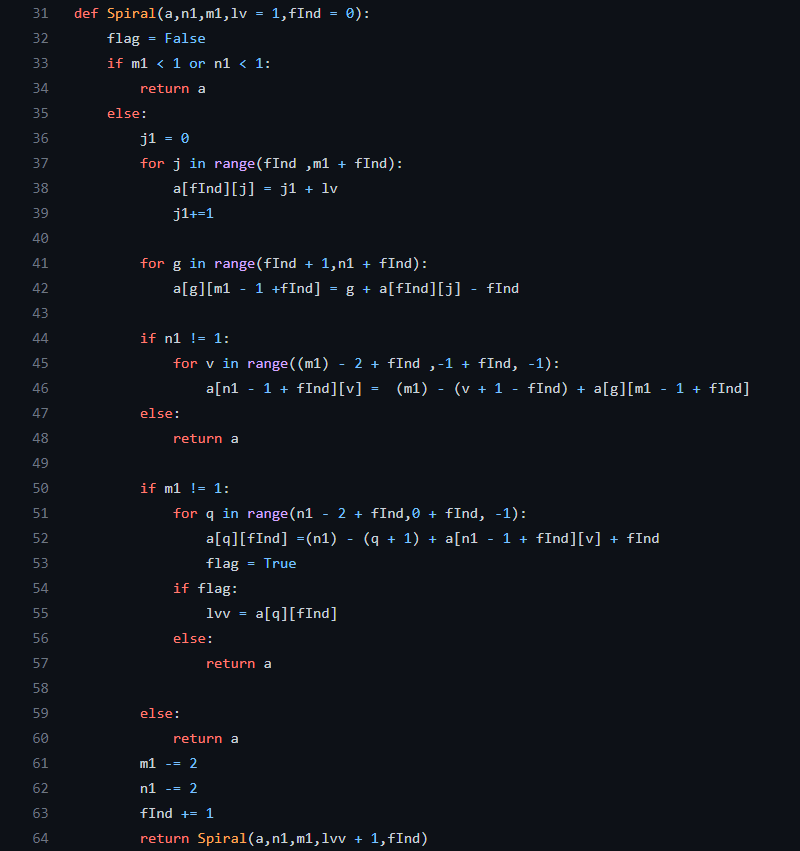 31 def Spiral(a,n1,m1,lv = 1,fInd = 0):
32     flag = False
33     if m1 < 1 or n1 < 1:
34         return a
35     else:
36         j1 = 0
37         for j in range(fInd ,m1 + fInd):
38             a[fInd][j] = j1 + lv
39             j1+=1
40
41         for g in range(fInd + 1,n1 + fInd):
42             a[g][m1 - 1 +fInd] = g + a[fInd][j] - fInd
43
44         if n1 != 1:
45             for v in range((m1) - 2 + fInd ,-1 + fInd, -1):
46                 a[n1 - 1 + fInd][v] =  (m1) - (v + 1 - fInd) + a[g][m1 - 1 + fInd]
47         else:
48             return a
49
50         if m1 != 1:
51             for q in range(n1 - 2 + fInd,0 + fInd, -1):
52                 a[q][fInd] =(n1) - (q + 1) + a[n1 - 1 + fInd][v] + fInd
53                 flag = True
54             if flag:
55                 lvv = a[q][fInd]
56             else:
57                 return a
58
59         else:
60             return a
61         m1 -= 2
62         n1 -= 2
63         fInd += 1
64         return Spiral(a,n1,m1,lvv + 1,fInd)